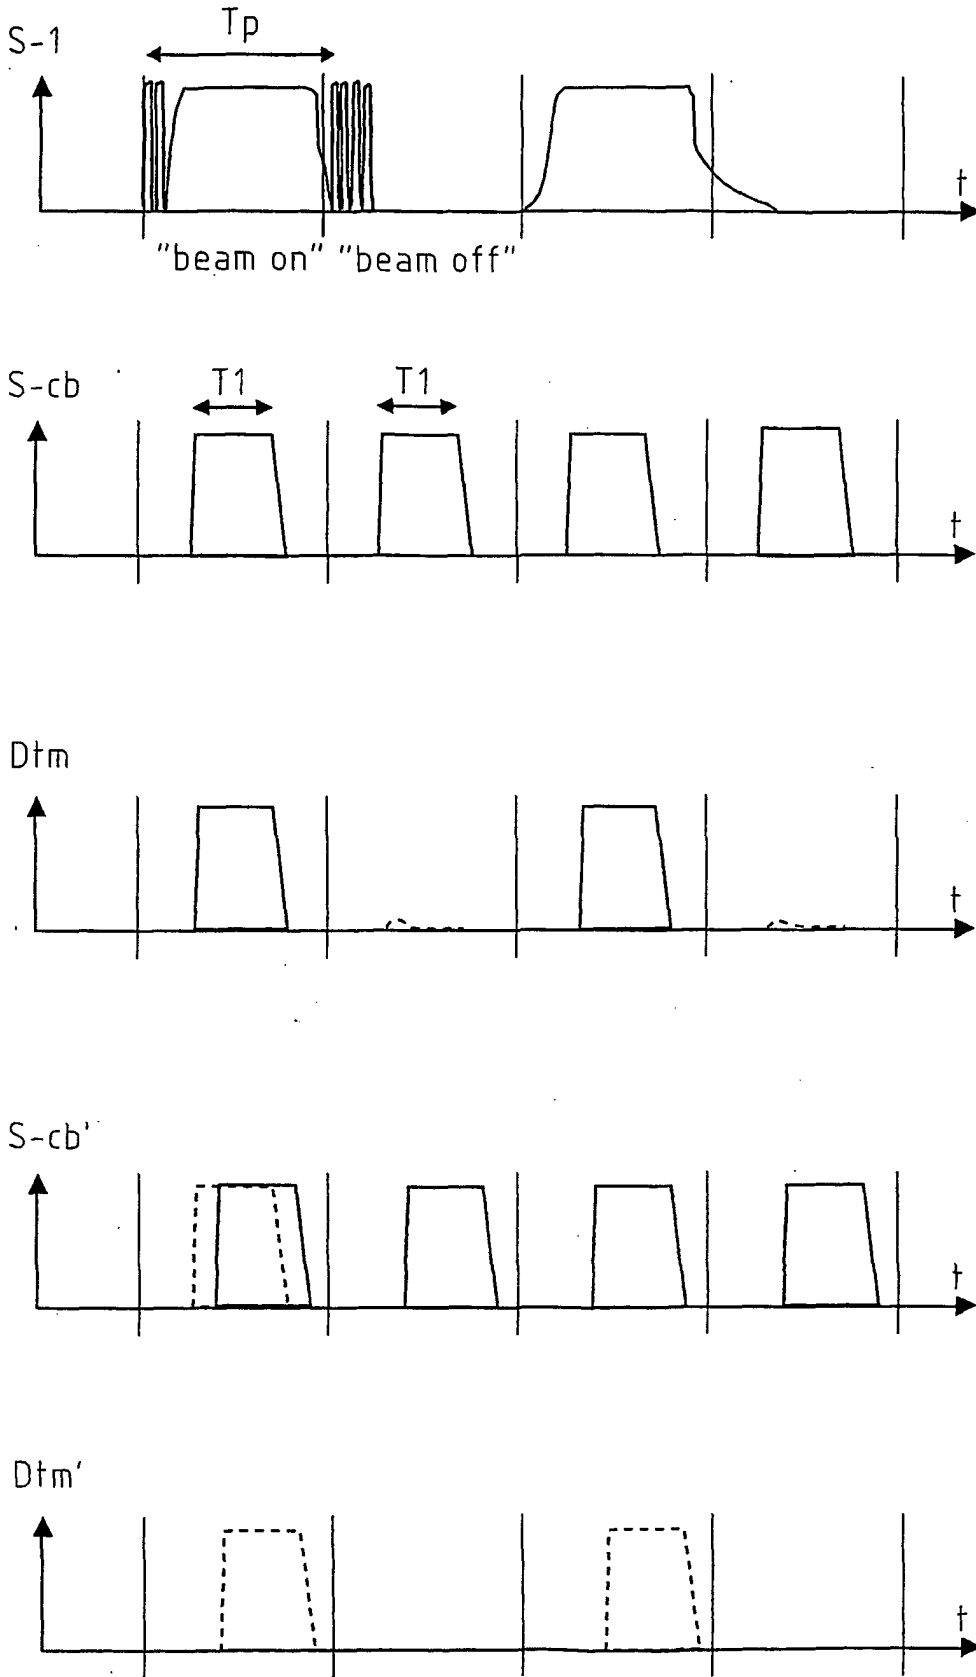 Tp
S-1
t
"beam on" "beam off"
S-cb
T1 T1
t
Dtm
t
S-cb'
t
Dtm'
t